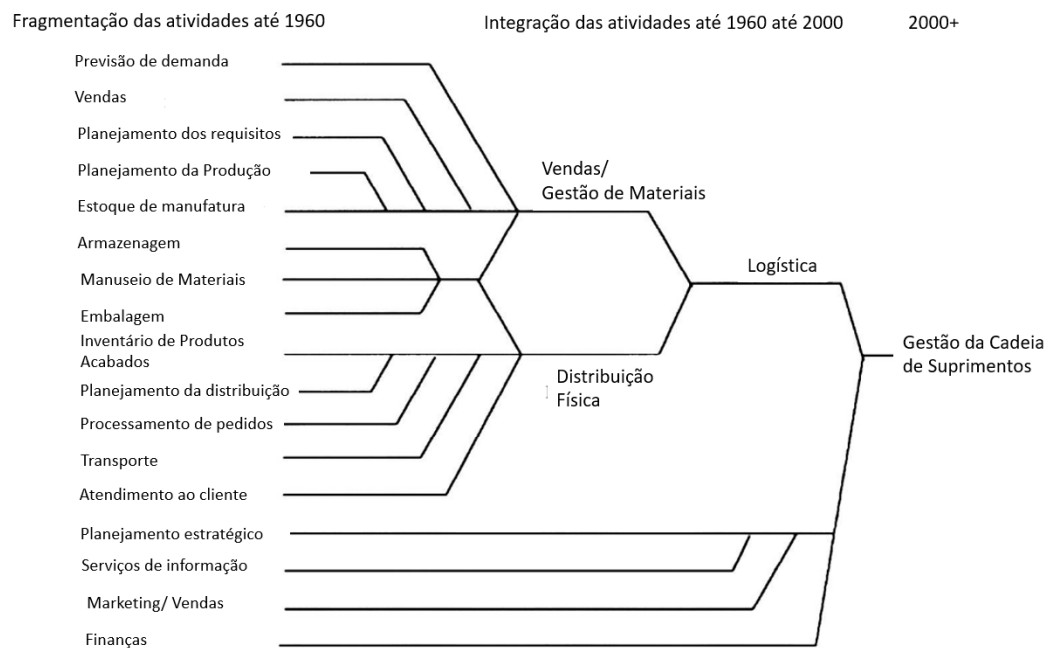 Fragmentação das atividades até 1960
Integração das atividades até 1960 até 2000
2000+
Previsão de demanda
Vendas
Planejamento dos requisitos
Planejamento da Produção
Estoque de manufatura
Armazenagem
Manuseio de Materiais
Embalagem
Inventário de Produtos
Acabados
Planejamento da distribuição
Processamento de pedidos
Transporte
Atendimento ao cliente
Planejamento estratégico
Serviços de informação
Marketing/ Vendas
Finanças
Vendas/
Gestão de Materiais
Distribuição
Física
Logística
Gestão da Cadeia
de Suprimentos